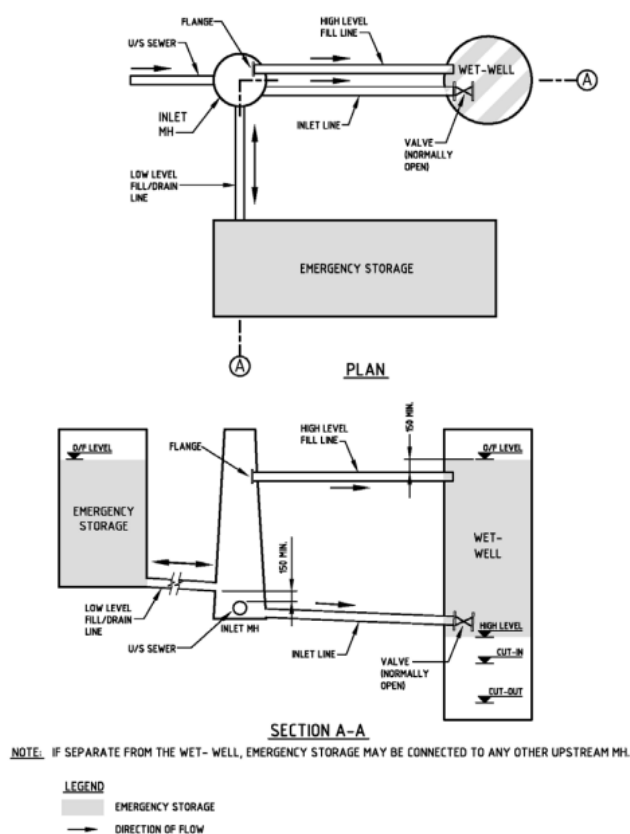 FLANGE
HIGH LEVEL
FILL LINE
U/S SEWER
WET-WELL
A
INLET
MH
INLET LINE
VALVE
(NORMALLY
OPEN)
LOW LEVEL
FILL/DRAIN
LINE
EMERGENCY STORAGE
A
PLAN
O/F LEVEL
FLANGE
HIGH LEVEL
FILL LINE
150 MIN.
O/F LEVEL
EMERGENCY
STORAGE
WET-
WELL
150 MIN.
LOW LEVEL
FILL/DRAIN
LINE
INLET MH
U/S SEWER
INLET LINE
VALVE
(NORMALLY
OPEN)
HIGH LEVEL
CUT-IN
CUT-OUT
SECTION A-A
NOTE: IF SEPARATE FROM THE WET- WELL, EMERGENCY STORAGE MAY BE CONNECTED TO ANY OTHER UPSTREAM MH.
LEGEND
EMERGENCY STORAGE
DIRECTION OF FLOW